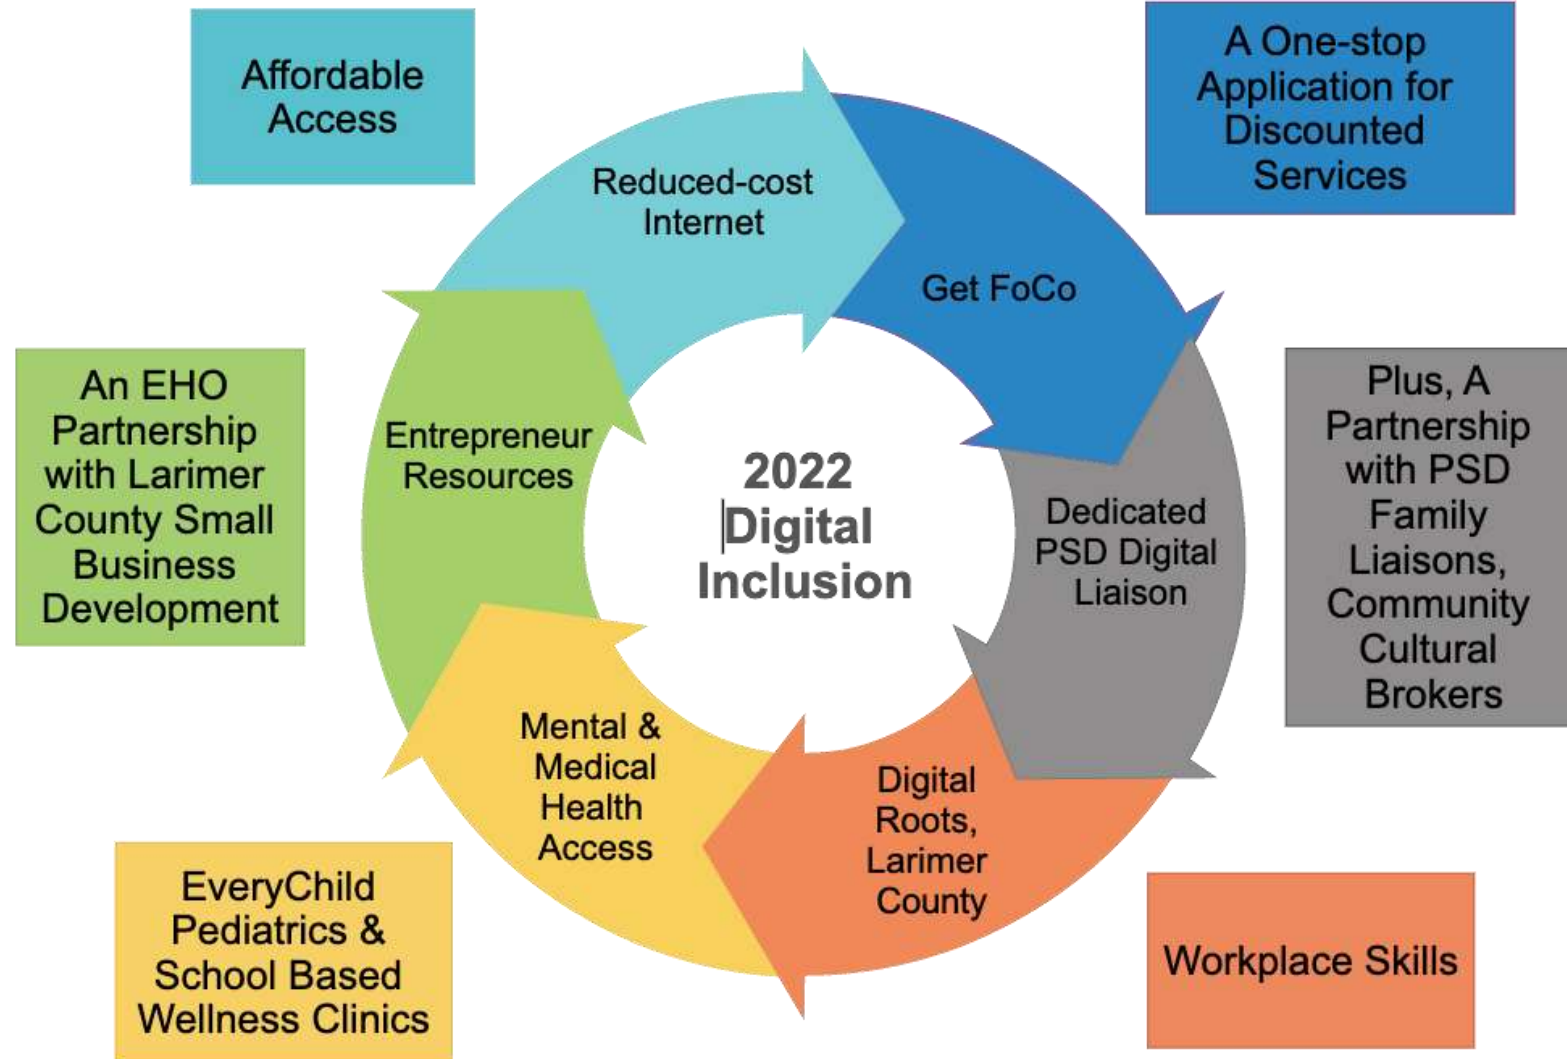 Affordable
Access
A One-stop
Application for
Discounted
Services
Reduced-cost
Internet
Get FoCo
An EHO
Partnership
with Larimer
County Small
Business
Development
Entrepreneur
Resources
2022
Digital
Inclusion
Dedicated
PSD Digital
Liaison
Plus, A
Partnership
with PSD
Family
Liaisons,
Community
Cultural
Brokers
Mental &
Medical
Health
Access
Digital
Roots,
Larimer
County
EveryChild
Pediatrics &
School Based
Wellness Clinics
Workplace Skills